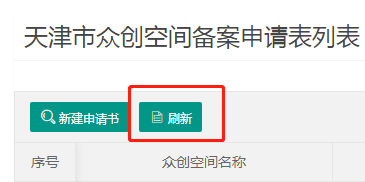 天津市众创空间备案申请表列表
新建申请书 刷新
序号 众创空间名称